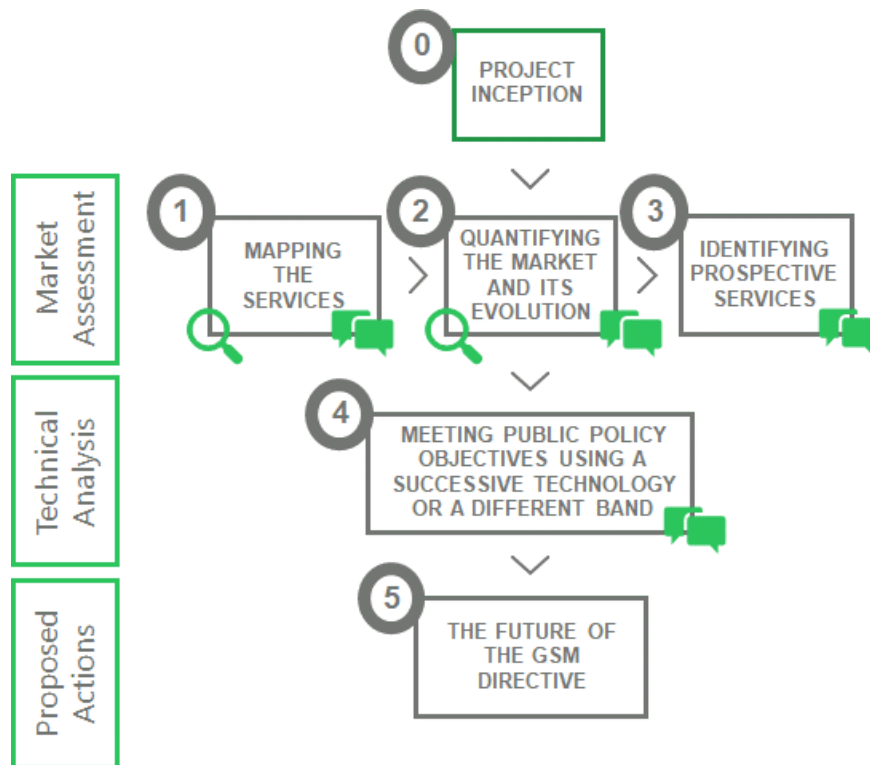 0
PROJECT
INCEPTION
Market
Assessment
1
MAPPING
THE
SERVICES
2
QUANTIFYING
THE MARKET
AND ITS
EVOLUTION
3
IDENTIFYING
PROSPECTIVE
SERVICES
Technical
Analysis
4
MEETING PUBLIC POLICY
OBJECTIVES USING A
SUCCESSIVE TECHNOLOGY
OR A DIFFERENT BAND
Proposed
Actions
5
THE FUTURE OF
THE GSM
DIRECTIVE